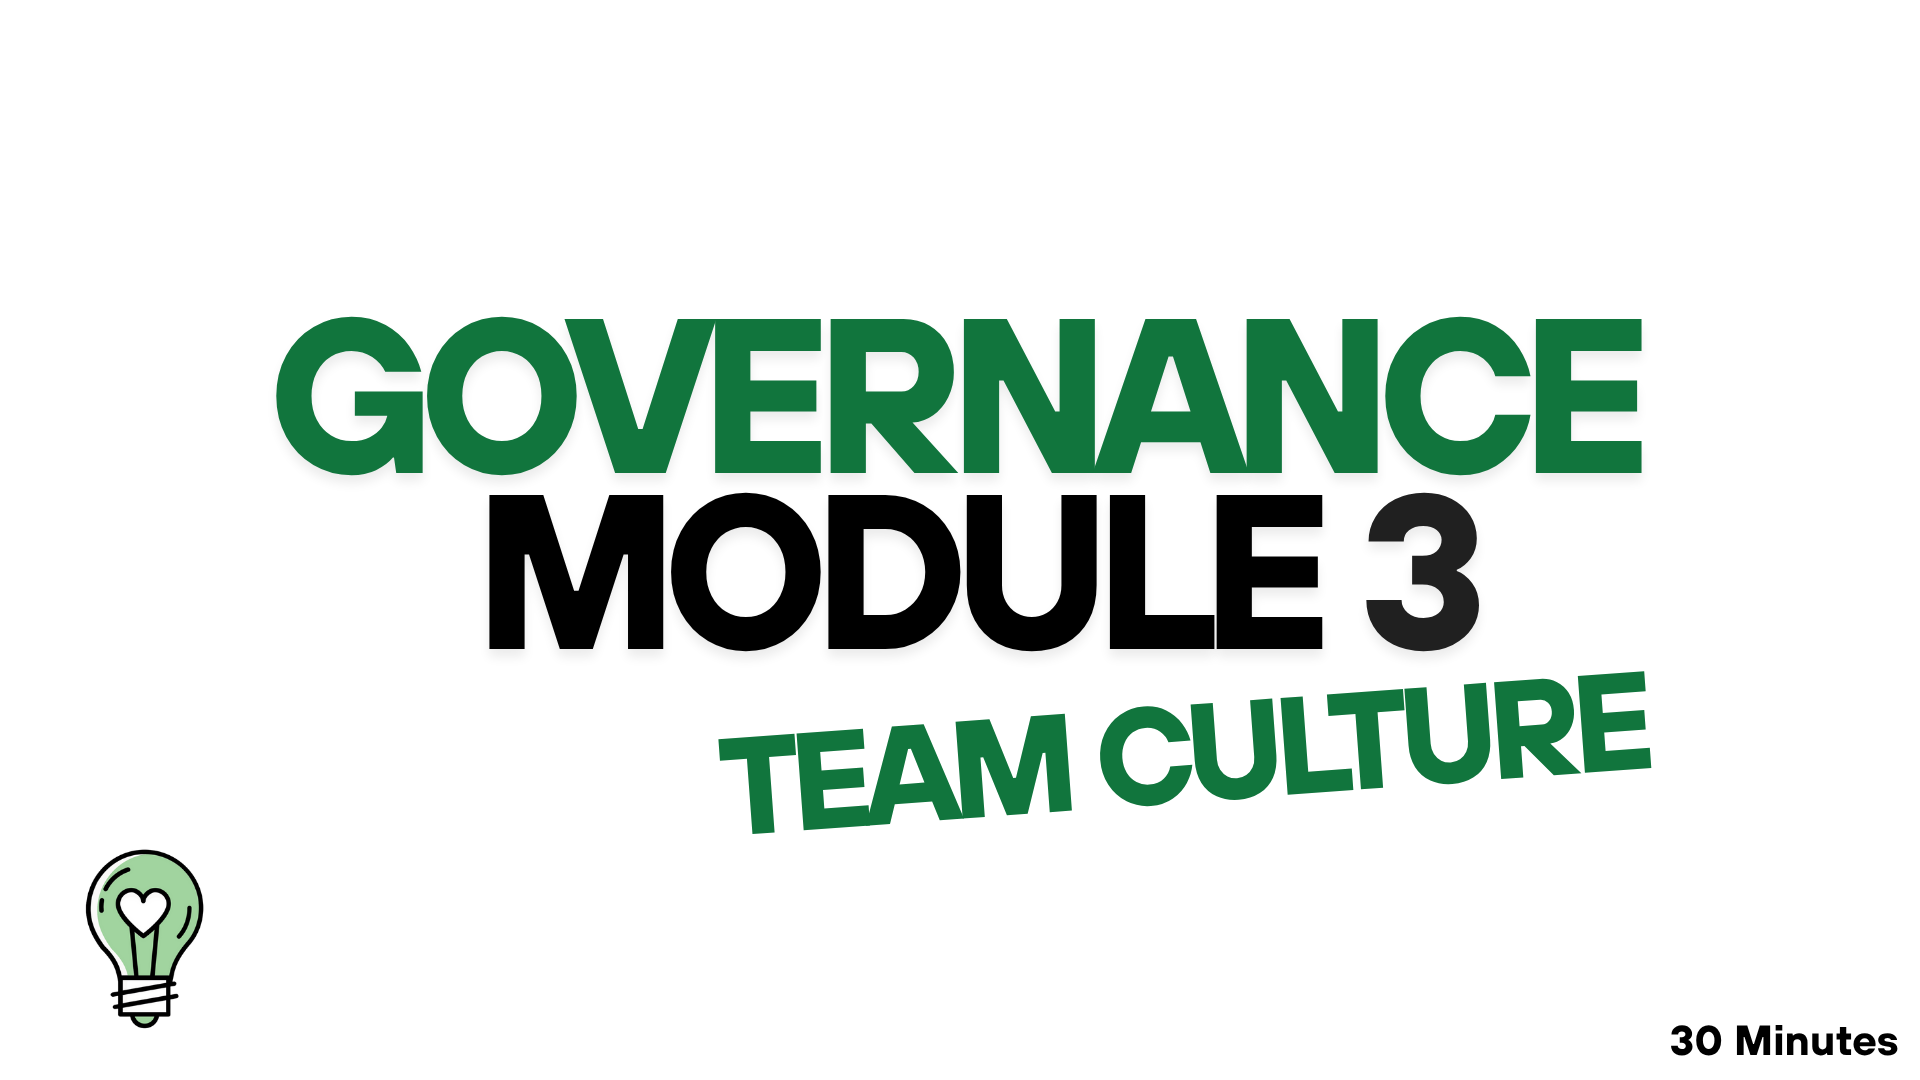 GOVERNANCE
MODULE 3
TEAM CULTURE
30 Minutes